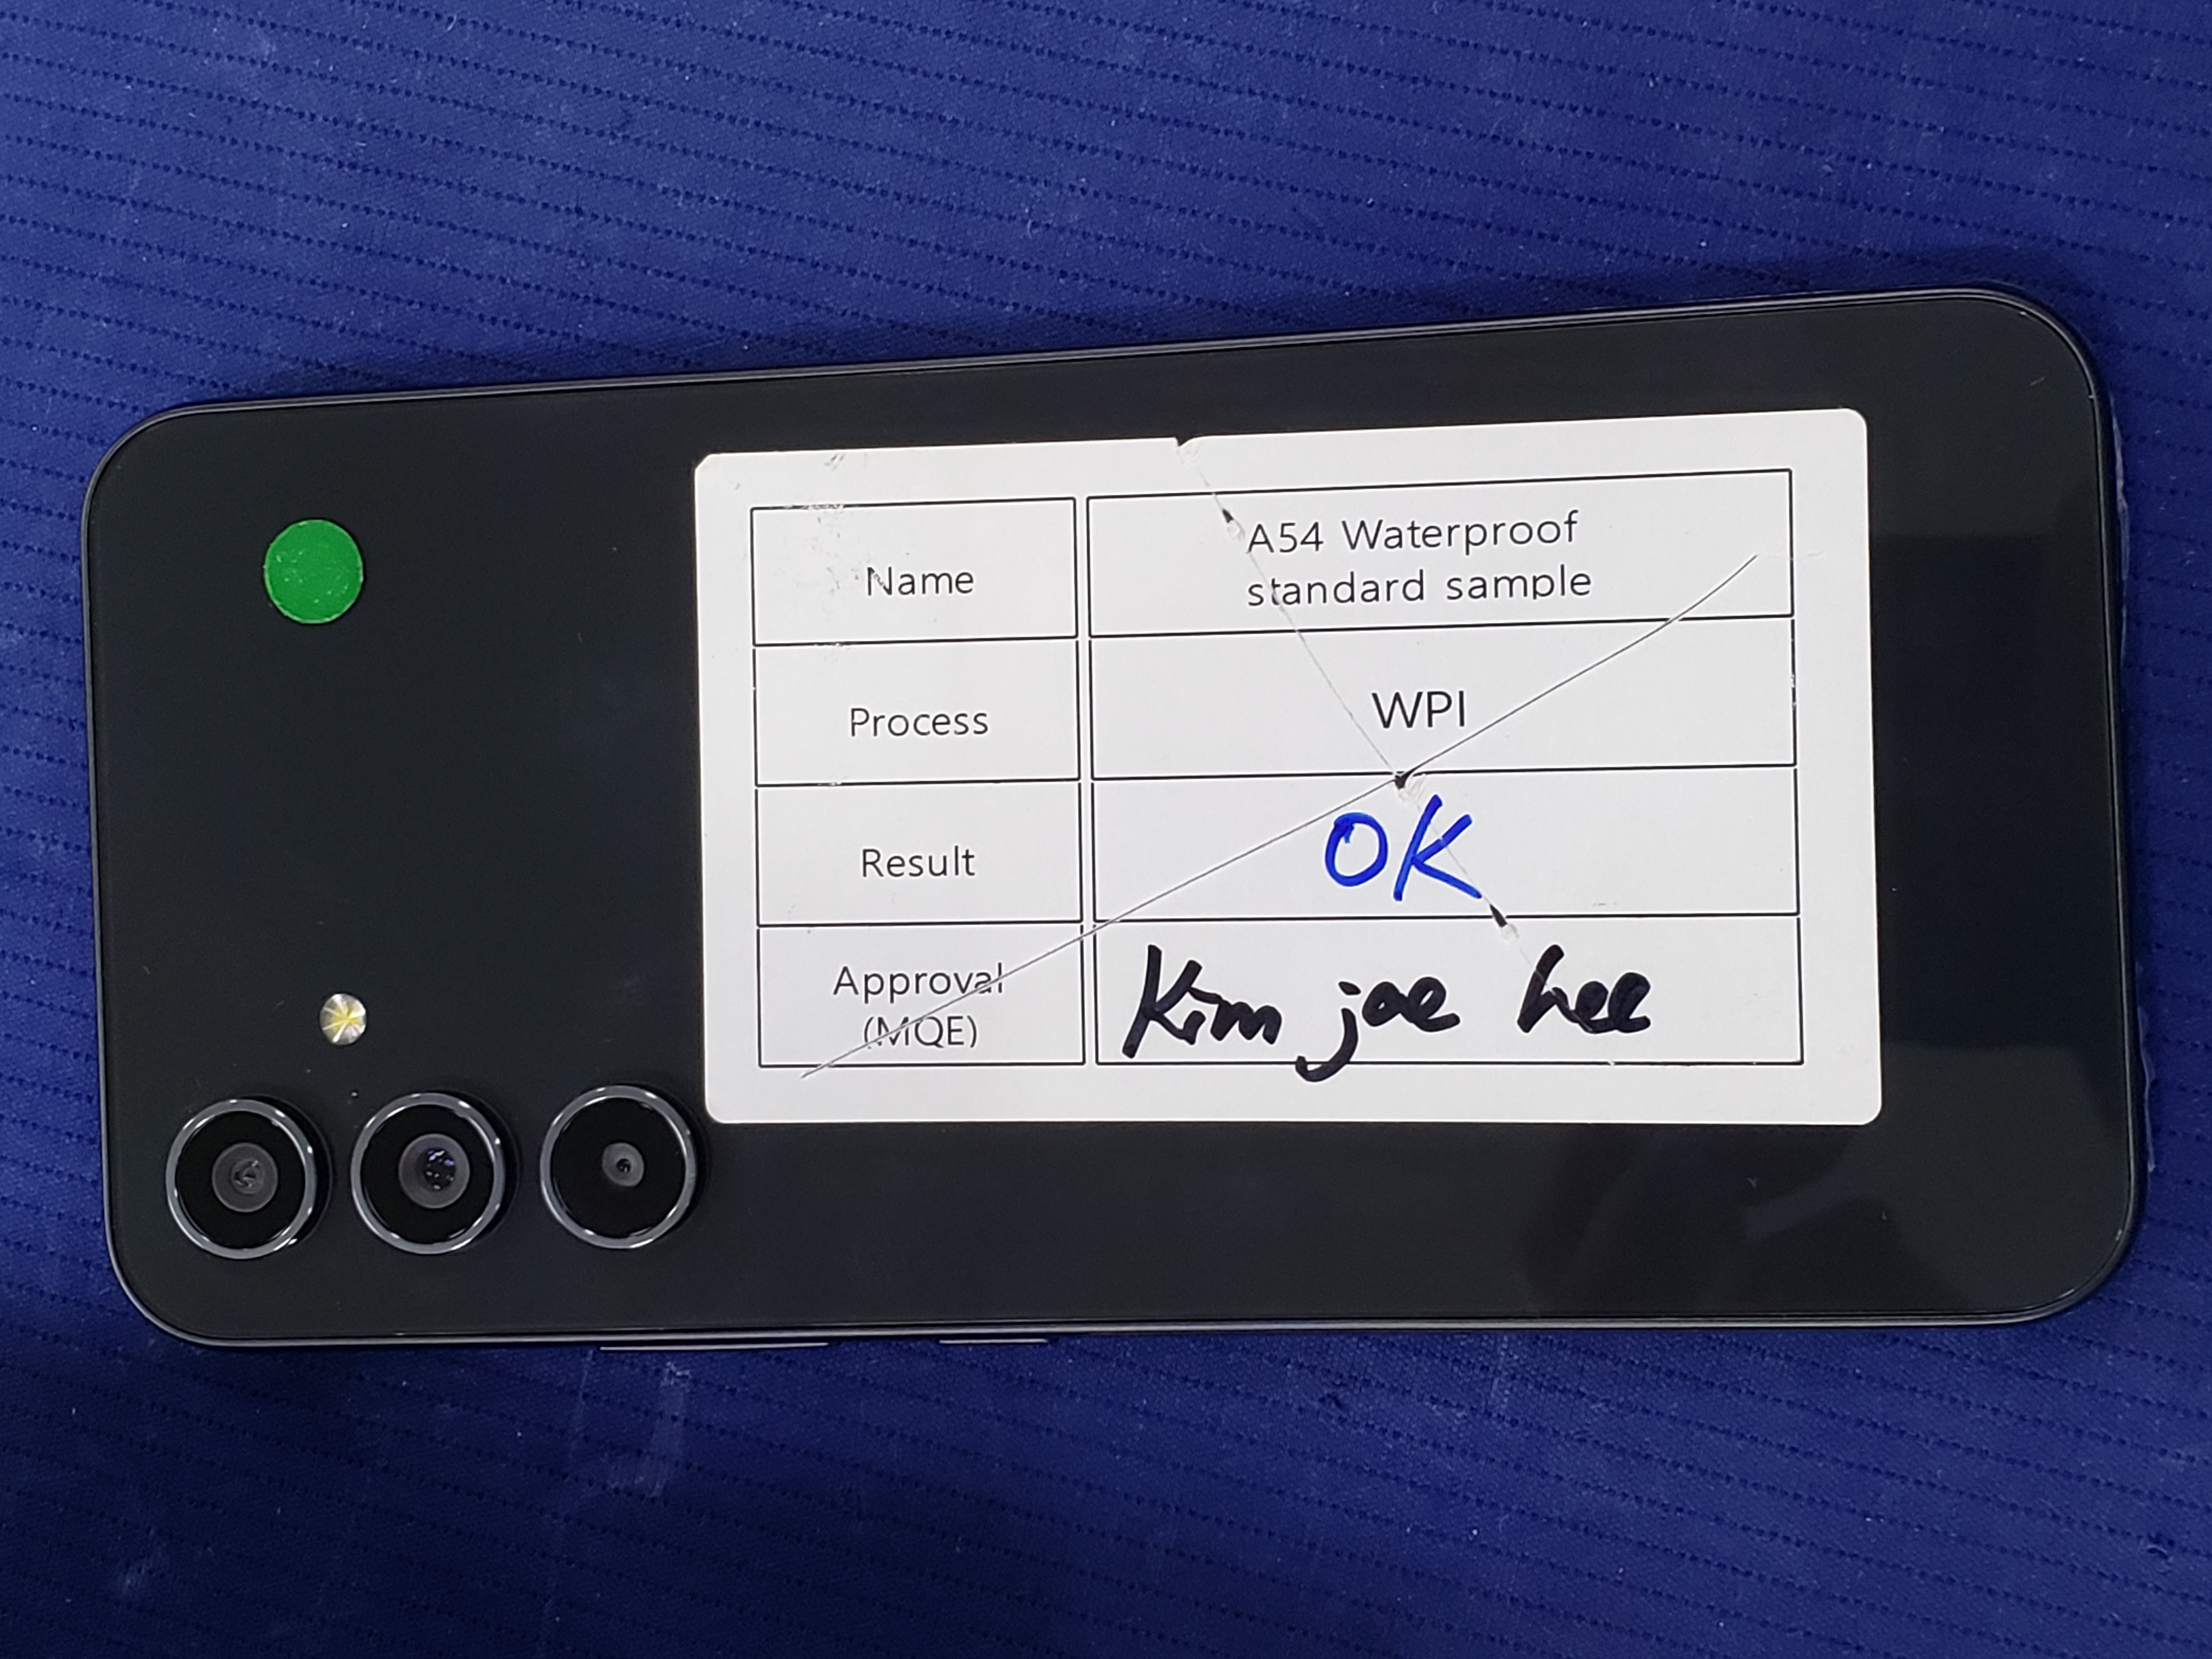 Name
A54 Waterproof
standard sample
Process
WPI
Result
OK
Approval
(MQE)
Kim jae hee